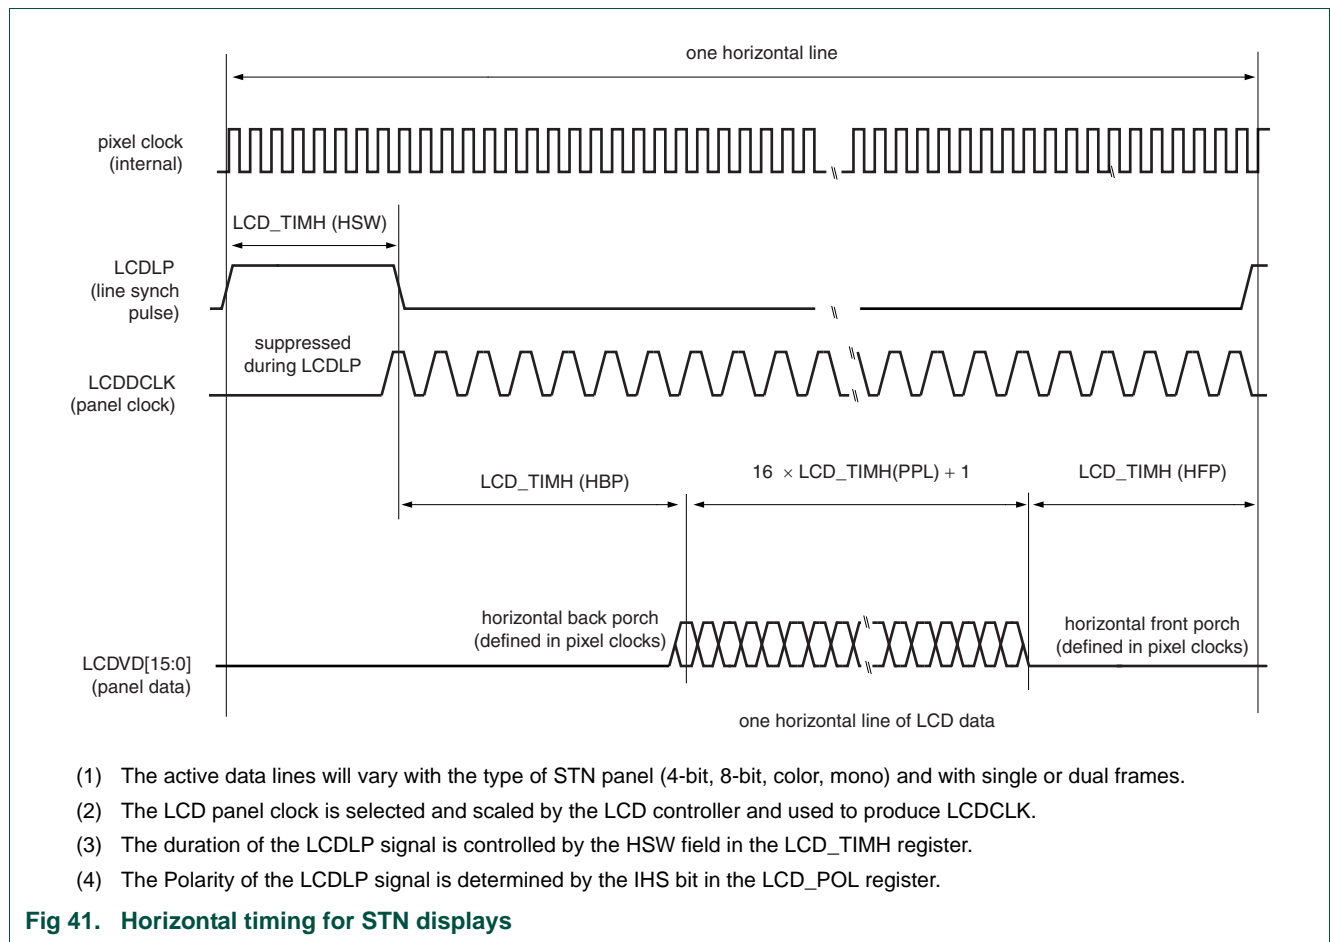 one horizontal line
pixel clock
(internal)
LCD_TIMH (HSW)
LCDLP
(line synch
pulse)
suppressed
during LCDLP
LCDDCLK
(panel clock)
LCD_TIMH (HBP)
16 × LCD_TIMH(PPL) + 1
LCD_TIMH (HFP)
horizontal back porch
(defined in pixel clocks)
horizontal front porch
(defined in pixel clocks)
LCDVD[15:0]
(panel data)
one horizontal line of LCD data
(1) The active data lines will vary with the type of STN panel (4-bit, 8-bit, color, mono) and with single or dual frames.
(2) The LCD panel clock is selected and scaled by the LCD controller and used to produce LCDCLK.
(3) The duration of the LCDLP signal is controlled by the HSW field in the LCD_TIMH register.
(4) The Polarity of the LCDLP signal is determined by the IHS bit in the LCD_POL register.
Fig 41. Horizontal timing for STN displays